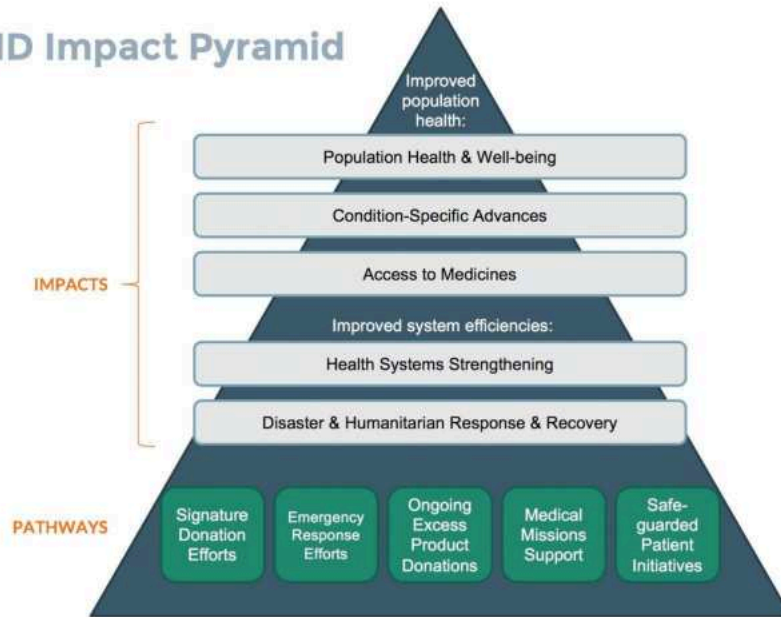 Impact Pyramid
Improved
population
health:
Population Health & Well-being
Condition-Specific Advances
Access to Medicines
IMPACTS
Improved system efficiencies:
Health Systems Strengthening
Disaster & Humanitarian Response & Recovery
PATHWAYS
Signature
Donation
Efforts
Emergency
Response
Efforts
Ongoing
Excess
Product
Donations
Medical
Missions
Support
Safe-
guarded
Patient
Initiatives